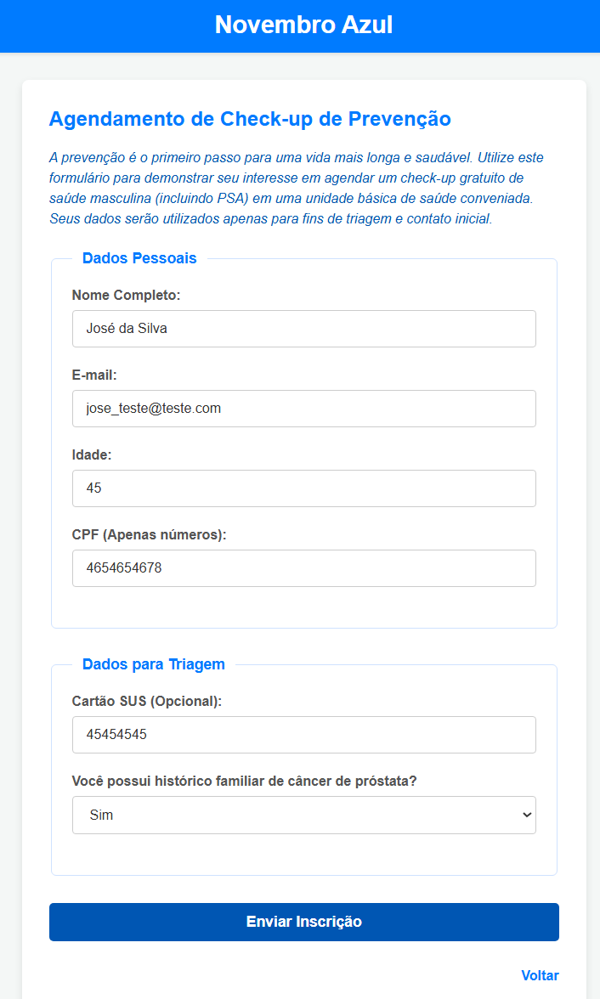 Novembro Azul
Agendamento de Check-up de Prevenção
A prevenção é o primeiro passo para uma vida mais longa e saudável. Utilize este
formulário para demonstrar seu interesse em agendar um check-up gratuito de
saúde masculina (incluindo PSA) em uma unidade básica de saúde conveniada.
Seus dados serão utilizados apenas para fins de triagem e contato inicial.
Dados Pessoais
Nome Completo:
José da Silva
E-mail:
jose_teste@teste.com
Idade:
45
CPF (Apenas números):
4654654678
Dados para Triagem
Cartão SUS (Opcional):
45454545
Você possui histórico familiar de câncer de próstata?
Sim
Enviar Inscrição
Voltar